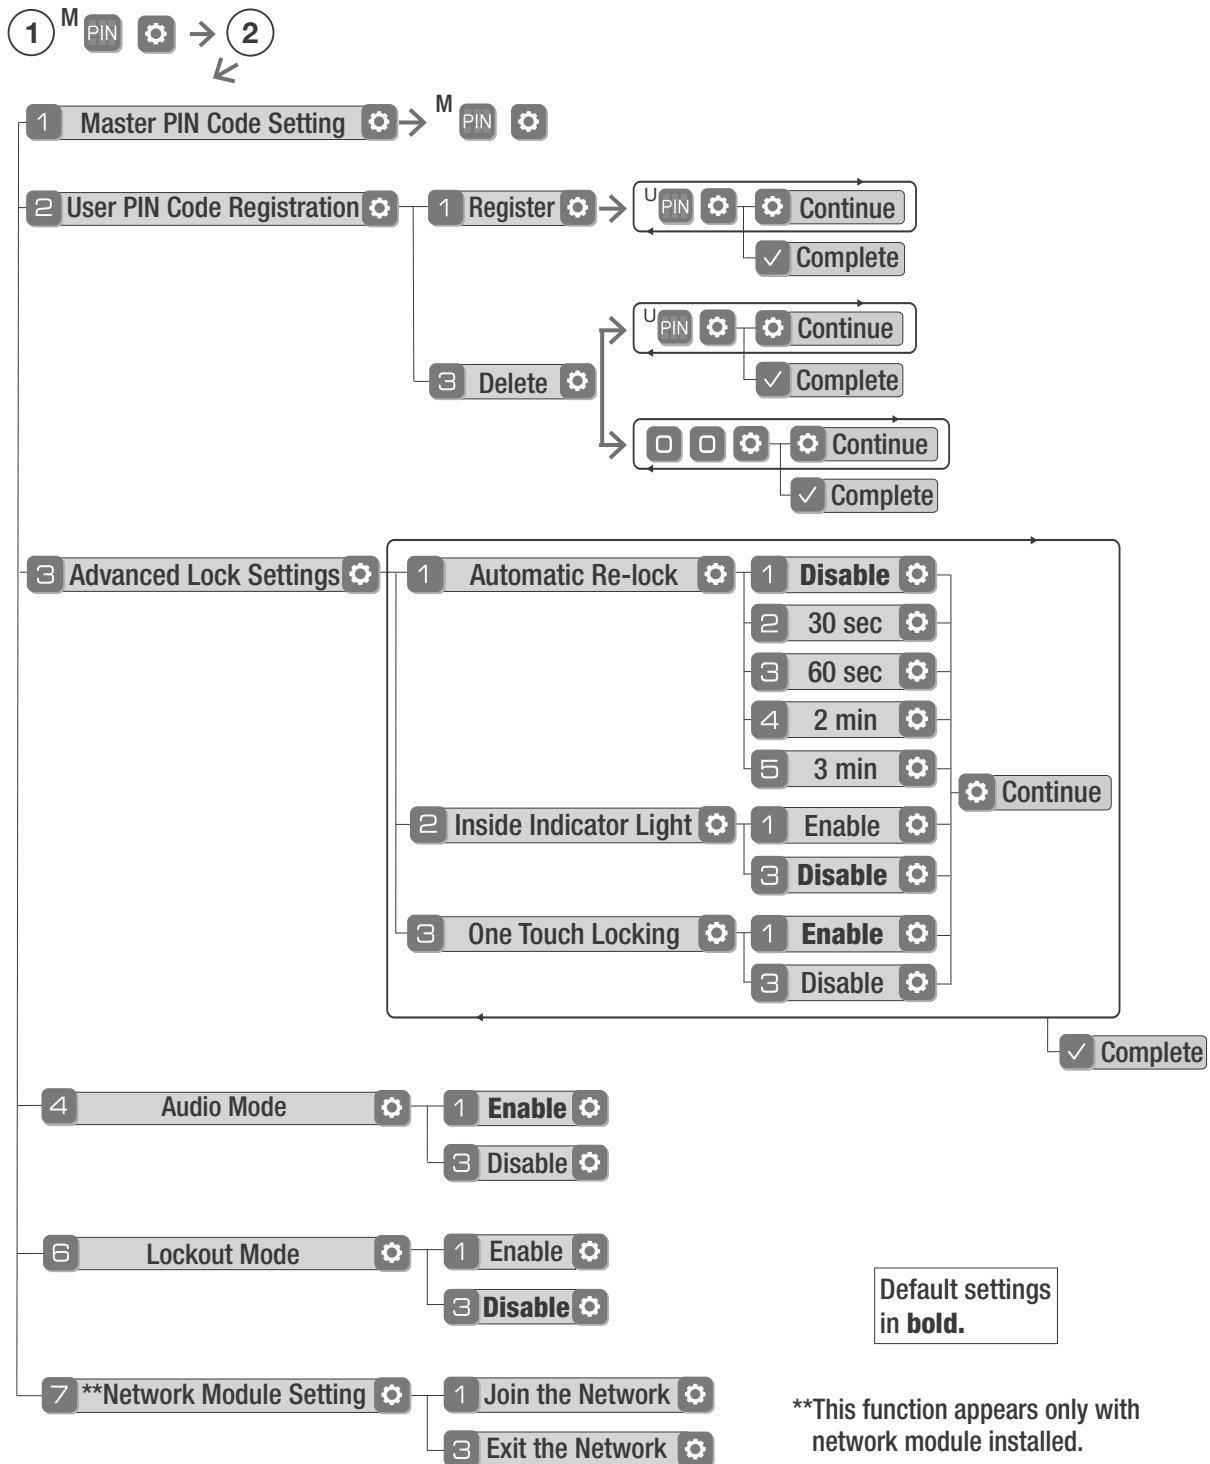 1 M PIN 2
1 Master PIN Code Setting M PIN
2 User PIN Code Registration 1 Register U PIN Continue
Complete
U PIN Continue
3 Delete Complete
0 0 Continue
Complete
3 Advanced Lock Settings 1 Automatic Re-lock 1 Disable
2 30 sec
3 60 sec
4 2 min
5 3 min
Continue
2 Inside Indicator Light 1 Enable
3 Disable
3 One Touch Locking 1 Enable
3 Disable
Complete
4 Audio Mode 1 Enable
3 Disable
6 Lockout Mode 1 Enable
3 Disable
Default settings
in bold.
7 **Network Module Setting 1 Join the Network
3 Exit the Network
**This function appears only with
network module installed.